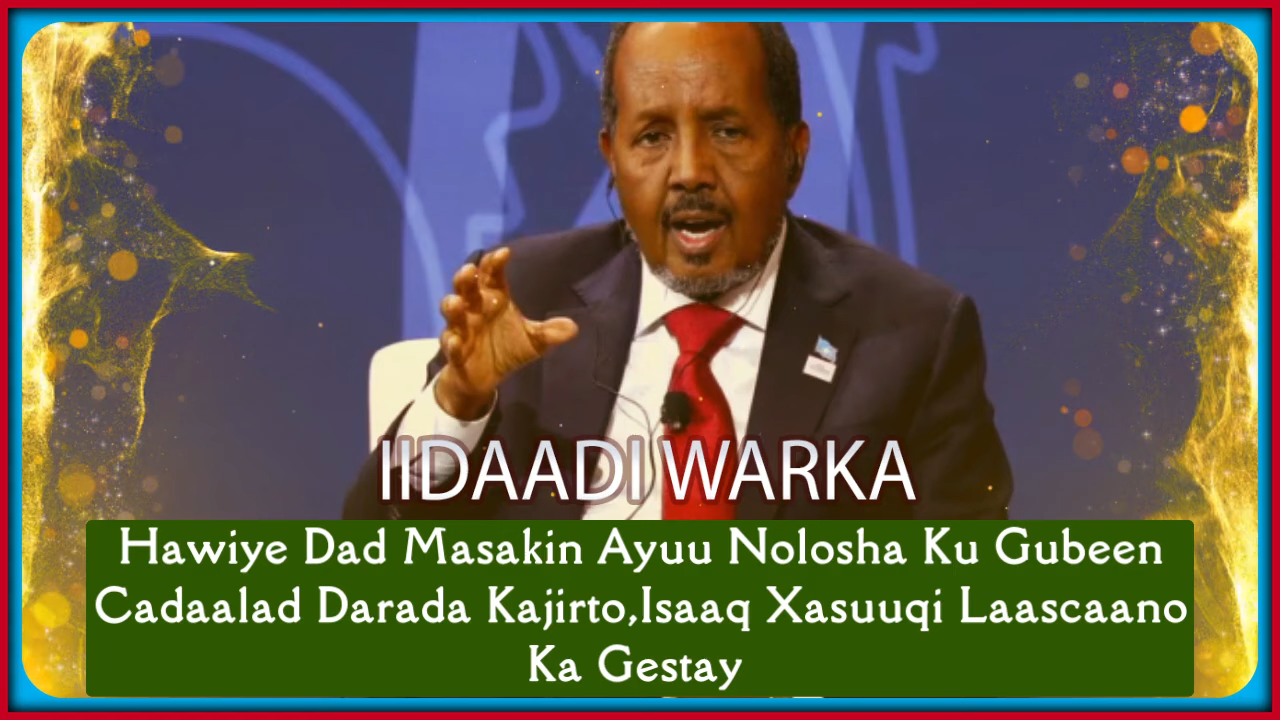 IIDAADI WARKA
Hawiye Dad Masakin Ayuu Nolosha Ku Gubeen
Cadaalad Darada Kajirto,Isaaq Xasuuqi Laascaano
Ka Gestay